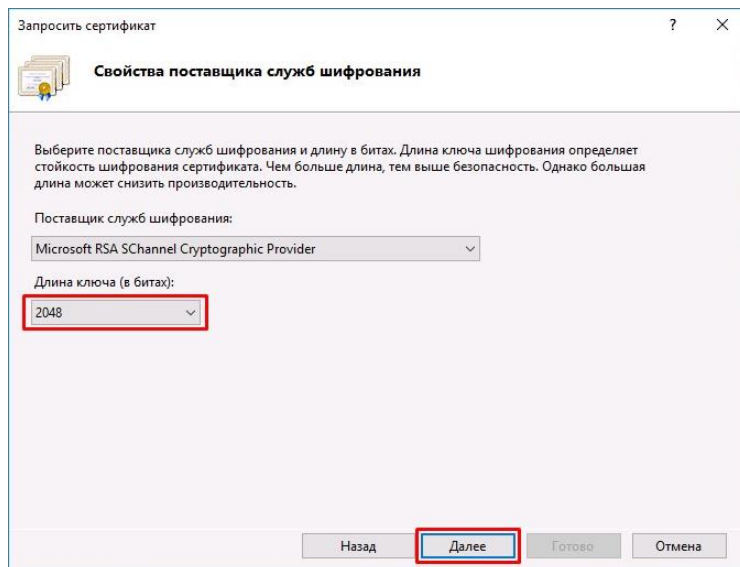 Запросить сертификат
?
Свойства поставщика служб шифрования
Выберите поставщика служб шифрования и длину в битах. Длина ключа шифрования определяет
стойкость шифрования сертификата. Чем больше длина, тем выше безопасность. Однако большая
длина может снизить производительность.
Поставщик служб шифрования:
Microsoft RSA SChannel Cryptographic Provider
Длина ключа (в битах):
2048
Назад Далее Готово Отмена